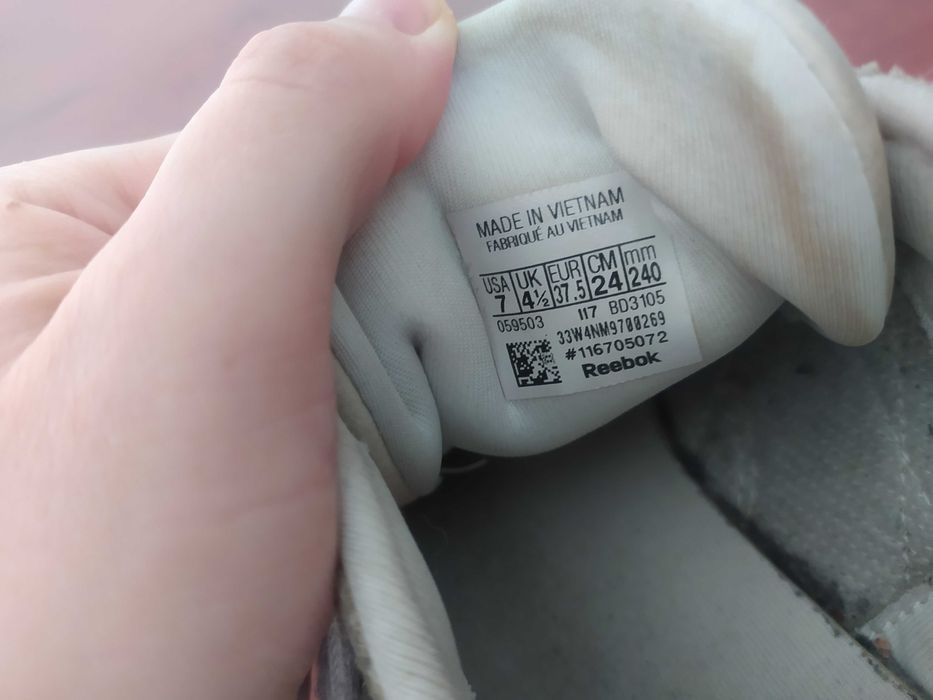 MADE IN VIETNAM
FABRIQUÉ AU VIETNAM
USA UK EUR CM mm
7 4½ 37.5 24 240
059503 117 BD3105
33W4NM9700269
#116705072
Reebok